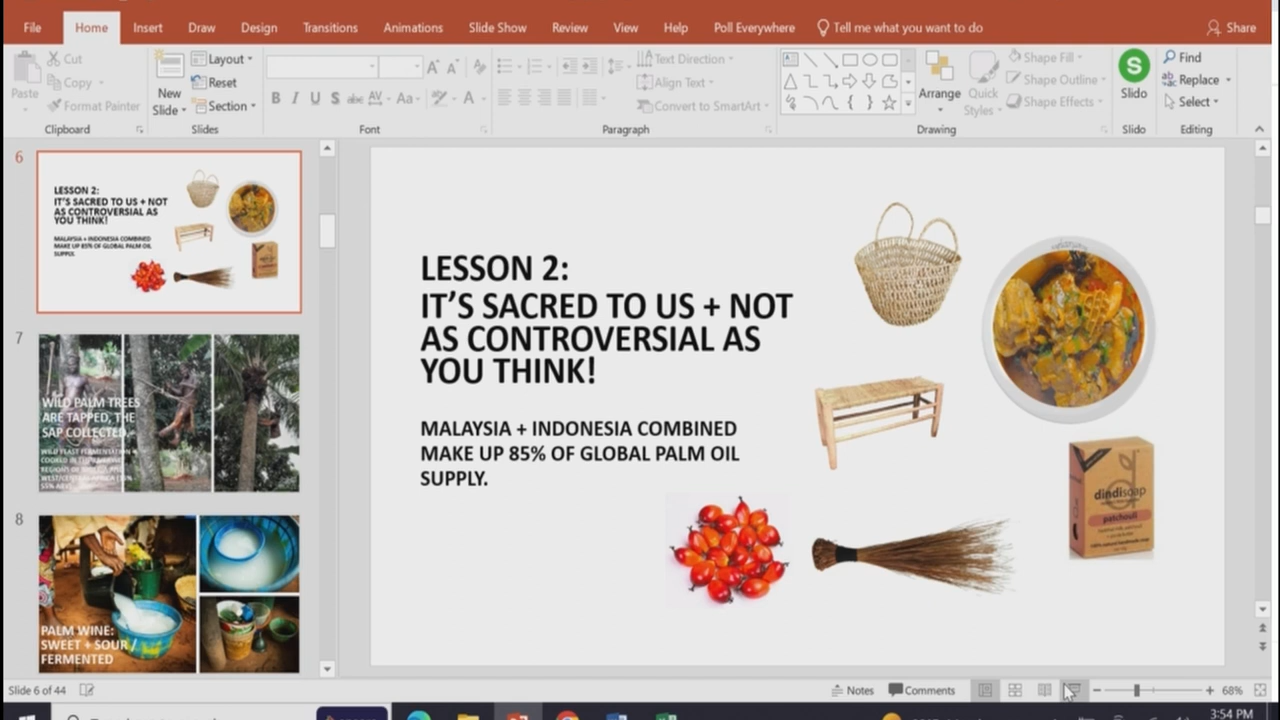 File Home Insert Draw Design Transitions Animations Slide Show Review View Help Poll Everywhere Tell me what you want to do Share
Paste
Cut
Copy
Format Painter
Clipboard
New
Slide
Layout
Reset
Section
Slides
B I U S abc AV Aa A
Font
Text Direction
Align Text
Convert to SmartArt
Paragraph
Arrange
Quick
Styles
Shape Fill
Shape Outline
Shape Effects
Drawing
S
Slido
Slido
Find
Replace
Select
Editing
6
LESSON 2:
IT'S SACRED TO US + NOT
AS CONTROVERSIAL AS
YOU THINK!
MALAYSIA + INDONESIA COMBINED
MAKE UP 85% OF GLOBAL PALM OIL
SUPPLY.
7
WILD PALM TREES
ARE TAPPED, THE
SAP COLLECTED.
8
PALM WINE:
SWEET + SOUR /
FERMENTED
LESSON 2:
IT'S SACRED TO US + NOT
AS CONTROVERSIAL AS
YOU THINK!
MALAYSIA + INDONESIA COMBINED
MAKE UP 85% OF GLOBAL PALM OIL
SUPPLY.
dindisoap
patchouli
Slide 6 of 44
Notes
Comments
68%
3:54 PM